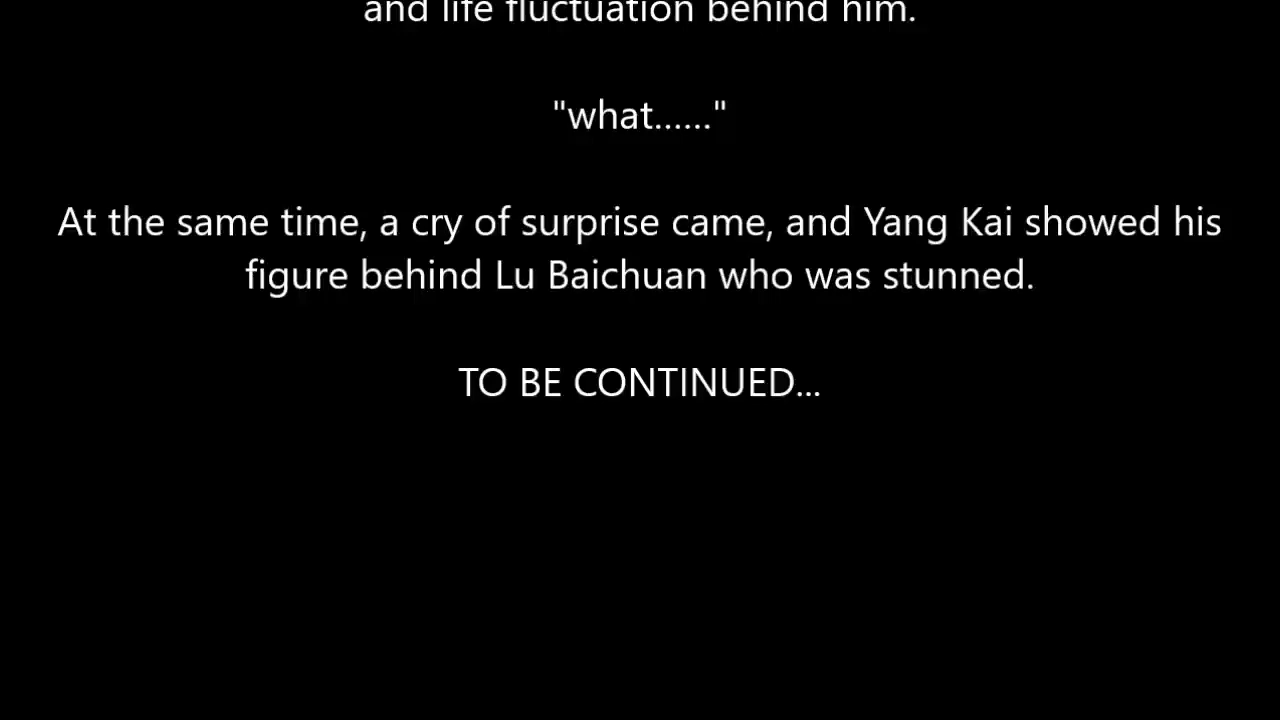 and life fluctuation behind him.
"what......"
At the same time, a cry of surprise came, and Yang Kai showed his
figure behind Lu Baichuan who was stunned.
TO BE CONTINUED...